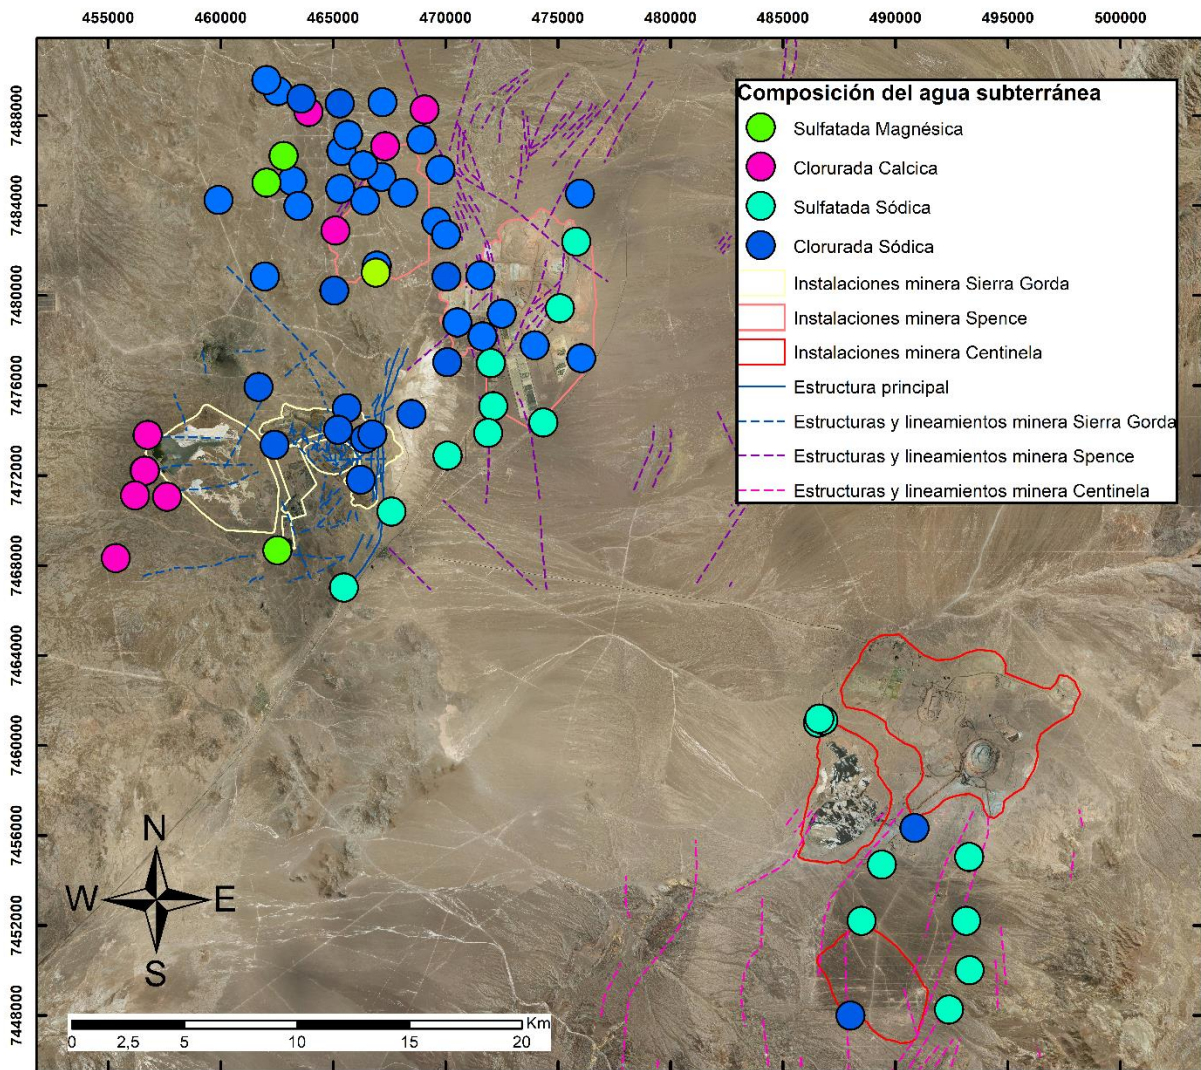 455000 460000 465000 470000 475000 480000 485000 490000 495000 500000
7488000
7484000
7480000
7476000
7472000
7468000
7464000
7460000
7456000
7452000
7448000
Composición del agua subterránea
Sulfatada Magnésica
Clorurada Calcica
Sulfatada Sódica
Clorurada Sódica
Instalaciones minera Sierra Gorda
Instalaciones minera Spence
Instalaciones minera Centinela
Estructura principal
Estructuras y lineamientos minera Sierra Gorda
Estructuras y lineamientos minera Spence
Estructuras y lineamientos minera Centinela
N
W E
S
Km
0 2,5 5 10 15 20